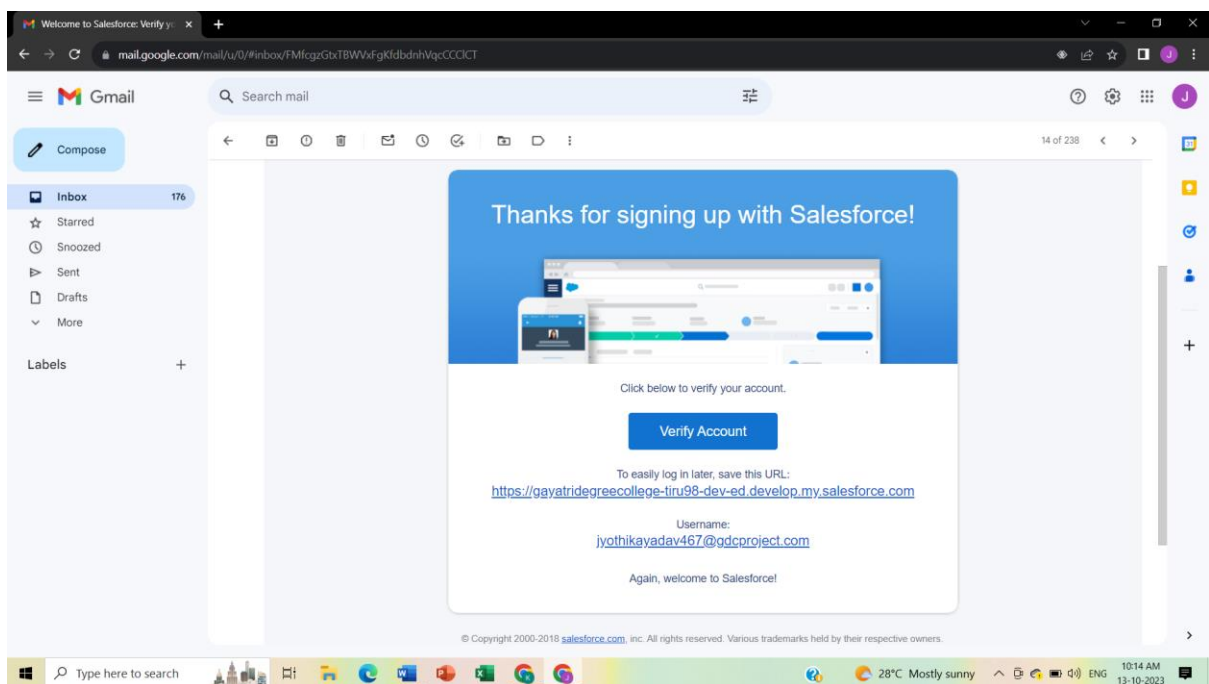 Welcome to Salesforce: Verify yo
mail.google.com/mail/u/0/#inbox/FMfcgzGtxTBWVxFgKfdbdnhVqcCCClCT
J
Gmail
Search mail
J
Compose
14 of 238
Inbox 176
Starred
Snoozed
Sent
Drafts
More
Labels
Thanks for signing up with Salesforce!
Click below to verify your account.
Verify Account
To easily log in later, save this URL:
https://gayatridegreecollege-tiru98-dev-ed.develop.my.salesforce.com
Username:
jyothikayadav467@gdcproject.com
Again, welcome to Salesforce!
© Copyright 2000-2018 salesforce.com, inc. All rights reserved. Various trademarks held by their respective owners.
Type here to search
28°C Mostly sunny
ENG
10:14 AM
13-10-2023